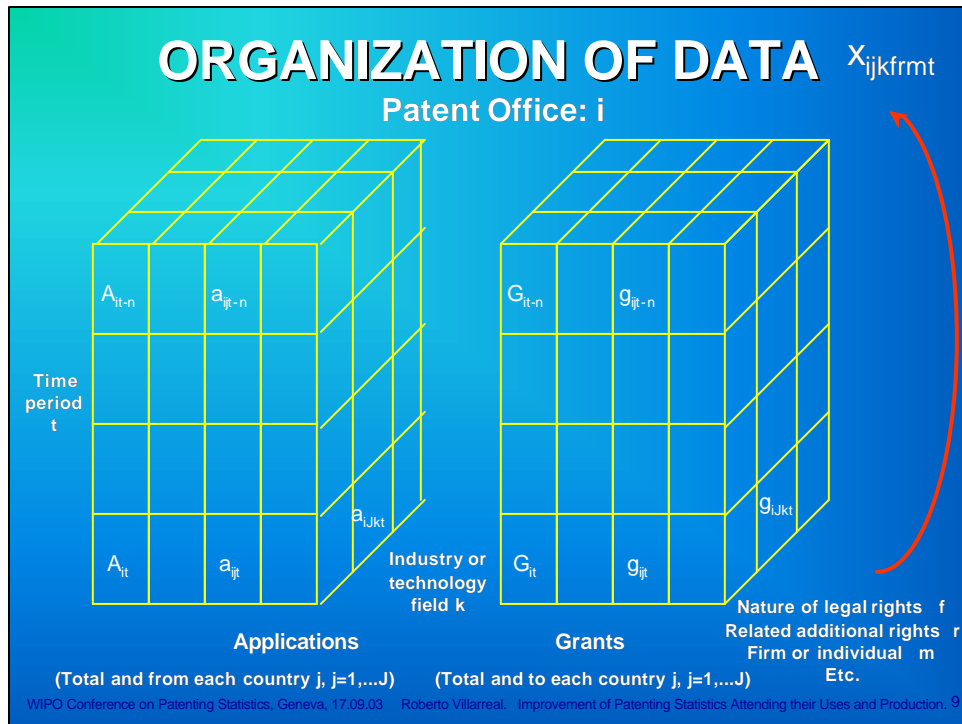 ORGANIZATION OF DATA x_ijkfrmt
Patent Office: i
A_it-n a_ijt-n
G_it-n g_ijt-n
Time
period
t
a_iJkt
g_iJkt
A_it a_ijt
Industry or
technology
field k
G_it g_ijt
Nature of legal rights f
Related additional rights r
Firm or individual m
Etc.
Applications
Grants
(Total and from each country j, j=1,...J)
(Total and to each country j, j=1,...J)
WIPO Conference on Patenting Statistics, Geneva, 17.09.03 Roberto Villarreal. Improvement of Patenting Statistics Attending their Uses and Production. 9